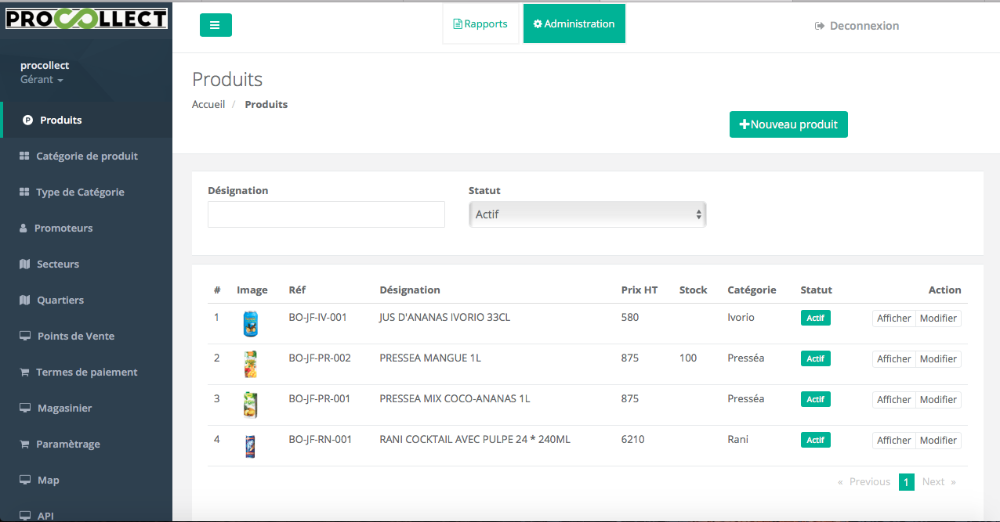 PROCOLLECT
procollect
Gérant
Produits
Catégorie de produit
Type de Catégorie
Promoteurs
Secteurs
Quartiers
Points de Vente
Termes de paiement
Magasinier
Paramètrage
Map
API
Rapports
Administration
Deconnexion
Produits
Accueil / Produits
Nouveau produit
Désignation
Statut
Actif
# Image Réf Désignation Prix HT Stock Catégorie Statut Action
1 BO-JF-IV-001 JUS D'ANANAS IVORIO 33CL 580 Ivorio Actif Afficher Modifier
2 BO-JF-PR-002 PRESSEA MANGUE 1L 875 100 Presséa Actif Afficher Modifier
3 BO-JF-PR-001 PRESSEA MIX COCO-ANANAS 1L 875 Presséa Actif Afficher Modifier
4 BO-JF-RN-001 RANI COCKTAIL AVEC PULPE 24 * 240ML 6210 Rani Actif Afficher Modifier
« Previous 1 Next »